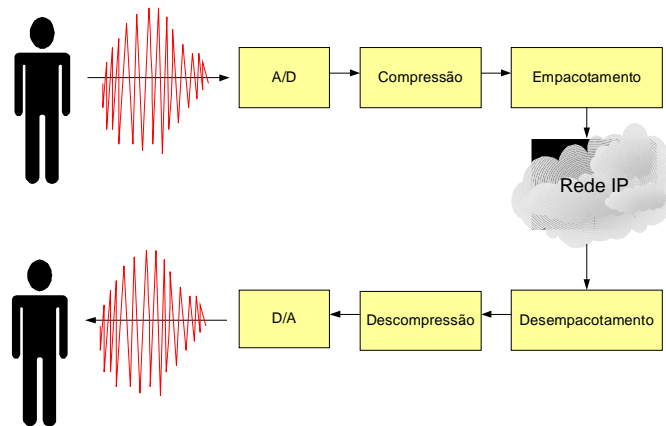 A/D
Compressão
Empacotamento
Rede IP
D/A
Descompressão
Desempacotamento